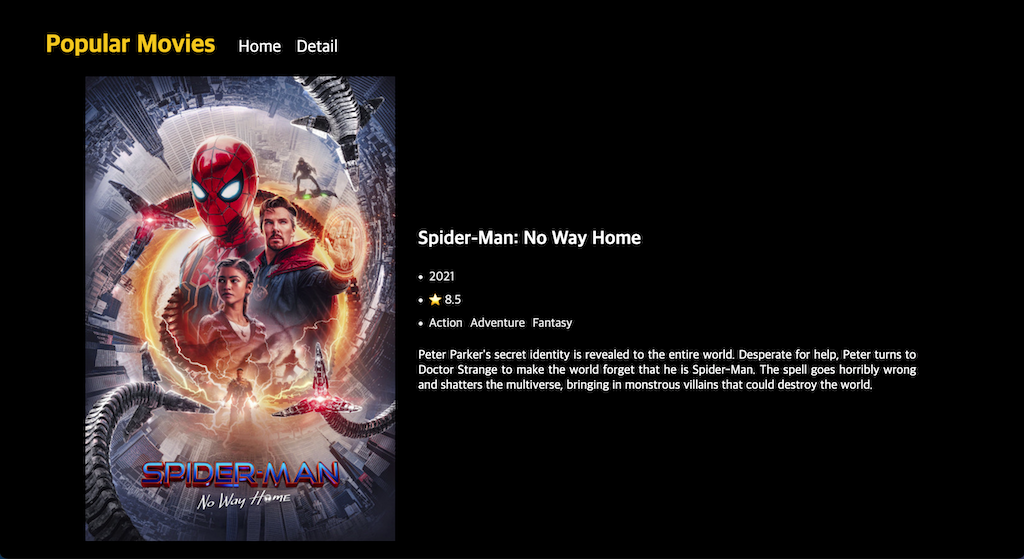 Popular Movies Home Detail
SPIDER-MAN
No Way Home
Spider-Man: No Way Home
• 2021
• ⭐ 8.5
• Action Adventure Fantasy
Peter Parker's secret identity is revealed to the entire world. Desperate for help, Peter turns to
Doctor Strange to make the world forget that he is Spider-Man. The spell goes horribly wrong
and shatters the multiverse, bringing in monstrous villains that could destroy the world.